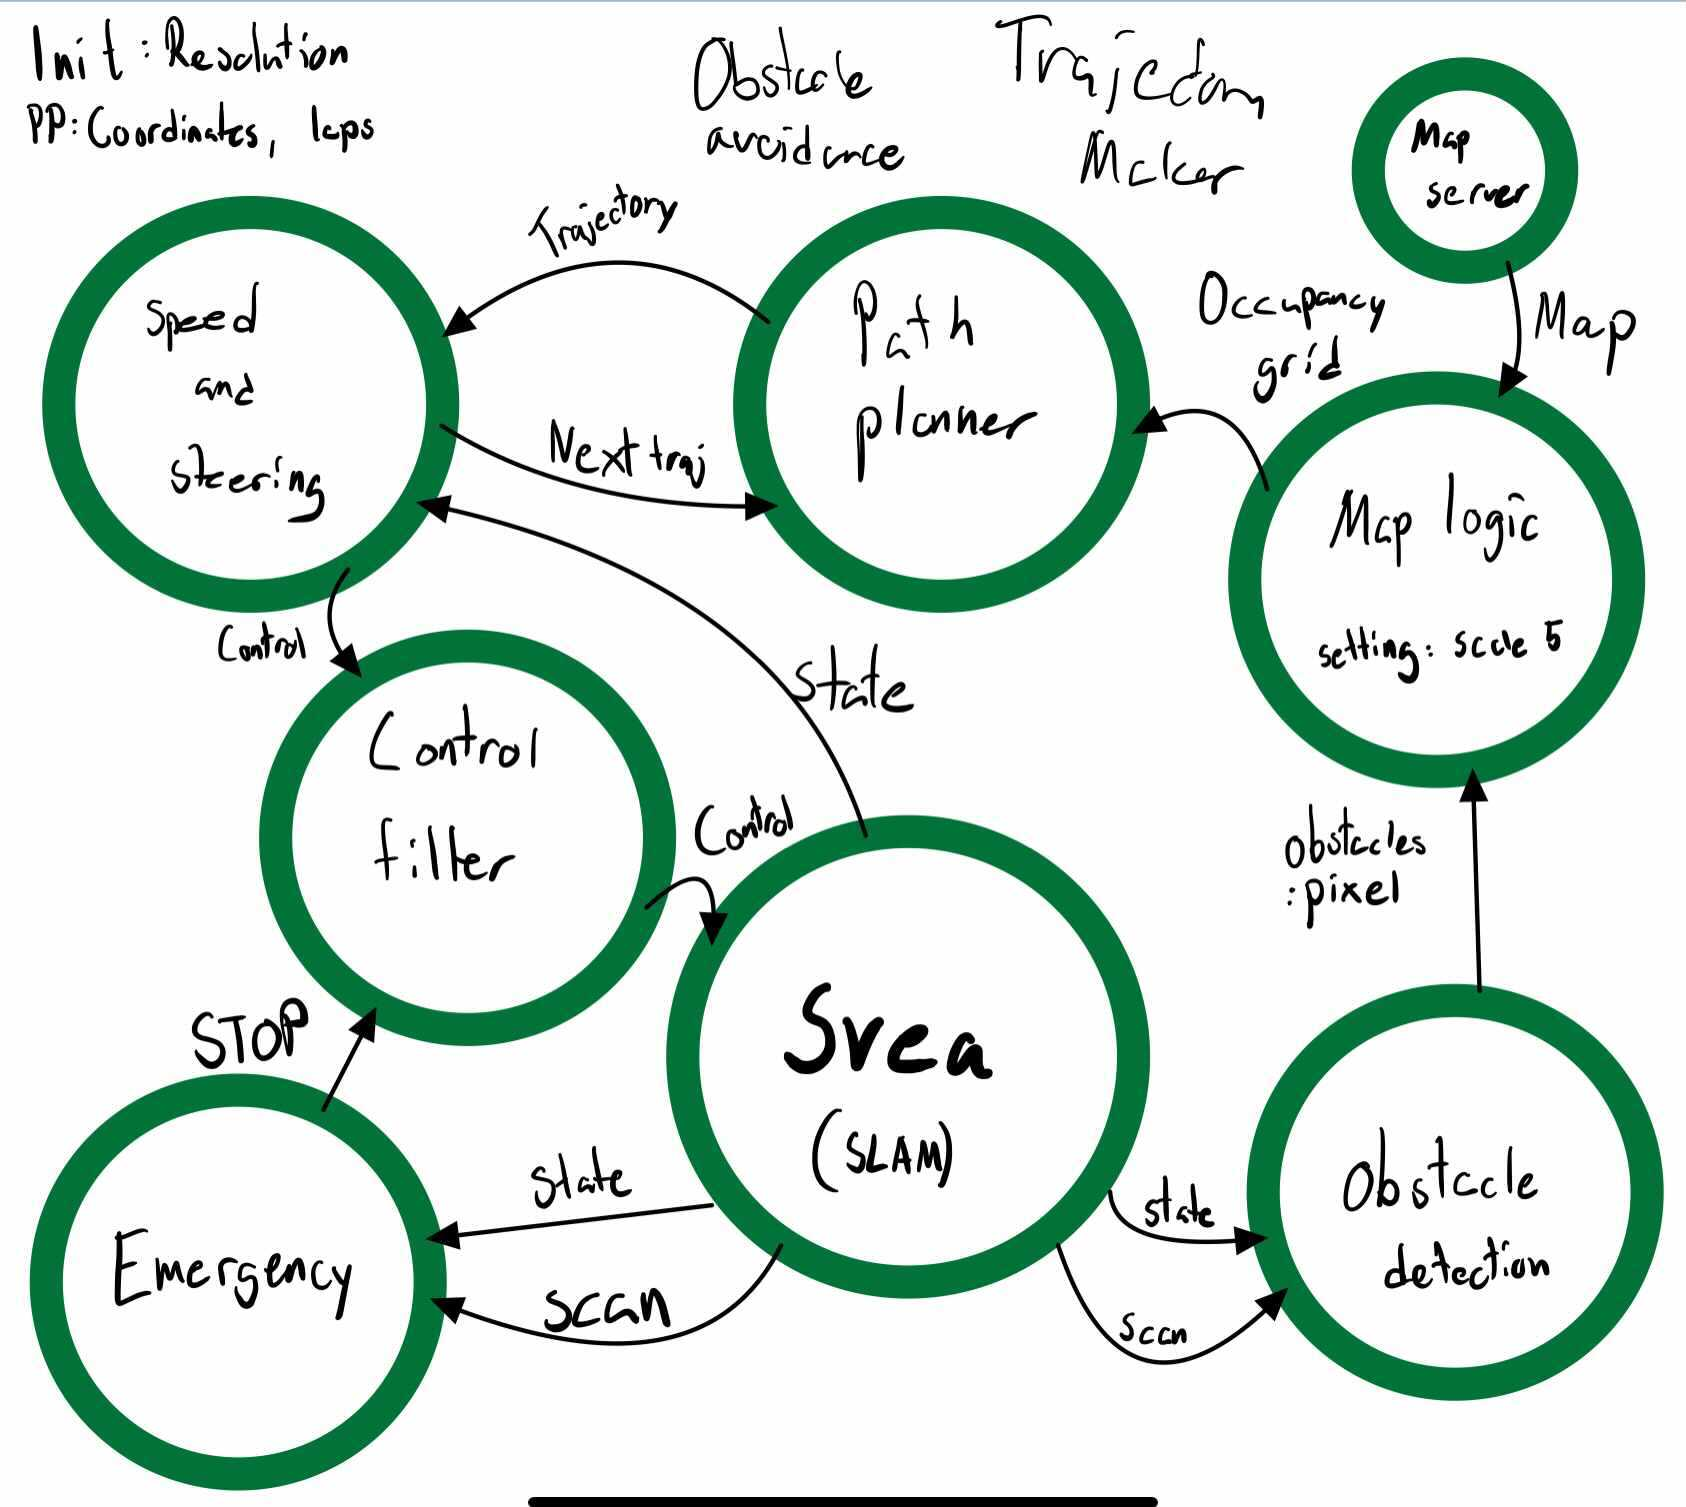 Init: Resolution
PP: Coordinates, laps
Obstacle
avoidance
Trajectory
Maker
Map
server
Trajectory
Speed
and
steering
Path
planner
Occupancy
grid
Map
Next traj
Map logic
setting: scale 5
Control
State
Control
filter
Control
obstacles
:pixel
STOP
Svea
(SLAM)
state
state
Emergency
scan
Obstacle
detection
scan